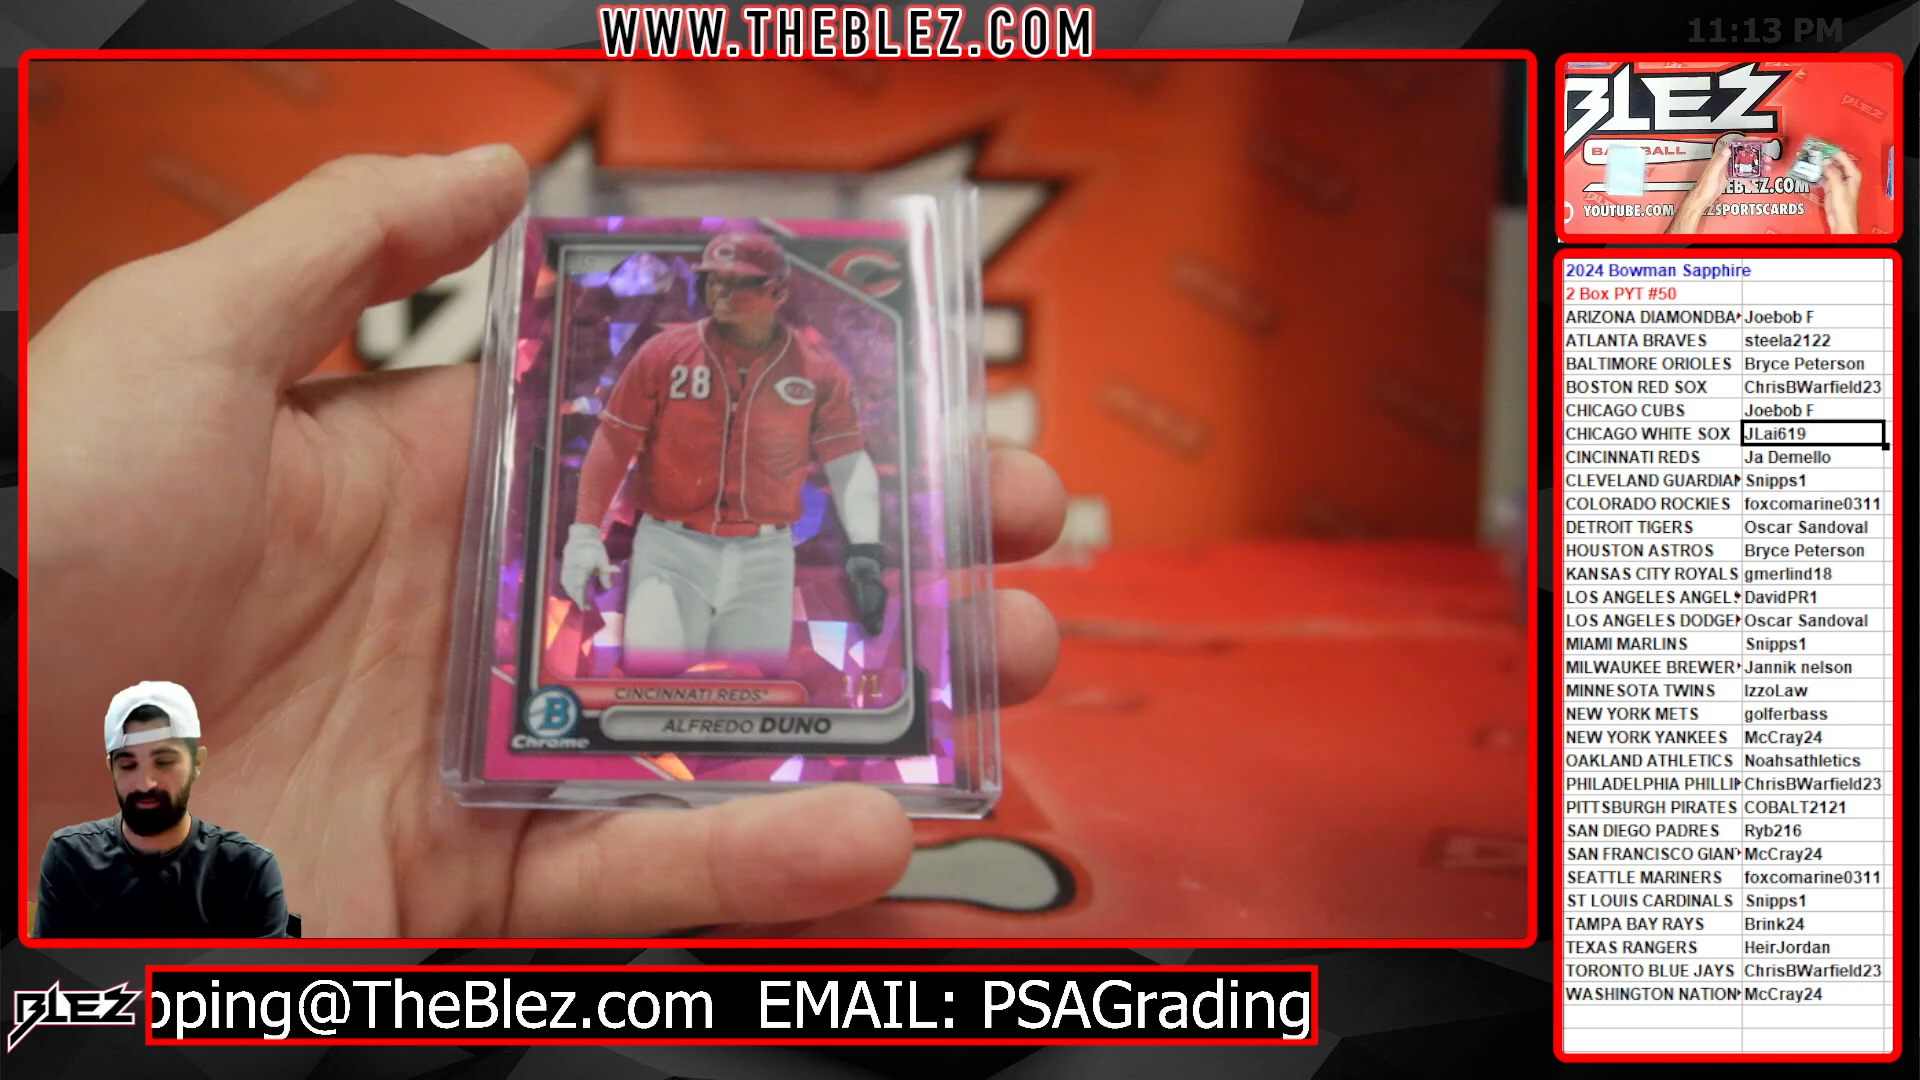 WWW.THEBLEZ.COM
11:13 PM
28
REDS
1/1
CINCINNATI REDS
ALFREDO DUNO
B
Chrome
BLEZ
YOUTUBE.COM
2024 Bowman Sapphire
2 Box PYT #50
ARIZONA DIAMONDBA Joebob F
ATLANTA BRAVES steela2122
BALTIMORE ORIOLES Bryce Peterson
BOSTON RED SOX ChrisBWarfield23
CHICAGO CUBS Joebob F
CHICAGO WHITE SOX JLai619
CINCINNATI REDS Ja Demello
CLEVELAND GUARDIAN Snipps1
COLORADO ROCKIES foxcomarine0311
DETROIT TIGERS Oscar Sandoval
HOUSTON ASTROS Bryce Peterson
KANSAS CITY ROYALS gmerlind18
LOS ANGELES ANGEL DavidPR1
LOS ANGELES DODGE Oscar Sandoval
MIAMI MARLINS Snipps1
MILWAUKEE BREWER Jannik nelson
MINNESOTA TWINS IzzoLaw
NEW YORK METS golferbass
NEW YORK YANKEES McCray24
OAKLAND ATHLETICS Noahsathletics
PHILADELPHIA PHILLI ChrisBWarfield23
PITTSBURGH PIRATES COBALT2121
SAN DIEGO PADRES Ryb216
SAN FRANCISCO GIAN McCray24
SEATTLE MARINERS foxcomarine0311
ST LOUIS CARDINALS Snipps1
TAMPA BAY RAYS Brink24
TEXAS RANGERS HeirJordan
TORONTO BLUE JAYS ChrisBWarfield23
WASHINGTON NATION McCray24
BLEZ
pping@TheBlez.com EMAIL: PSAGrading